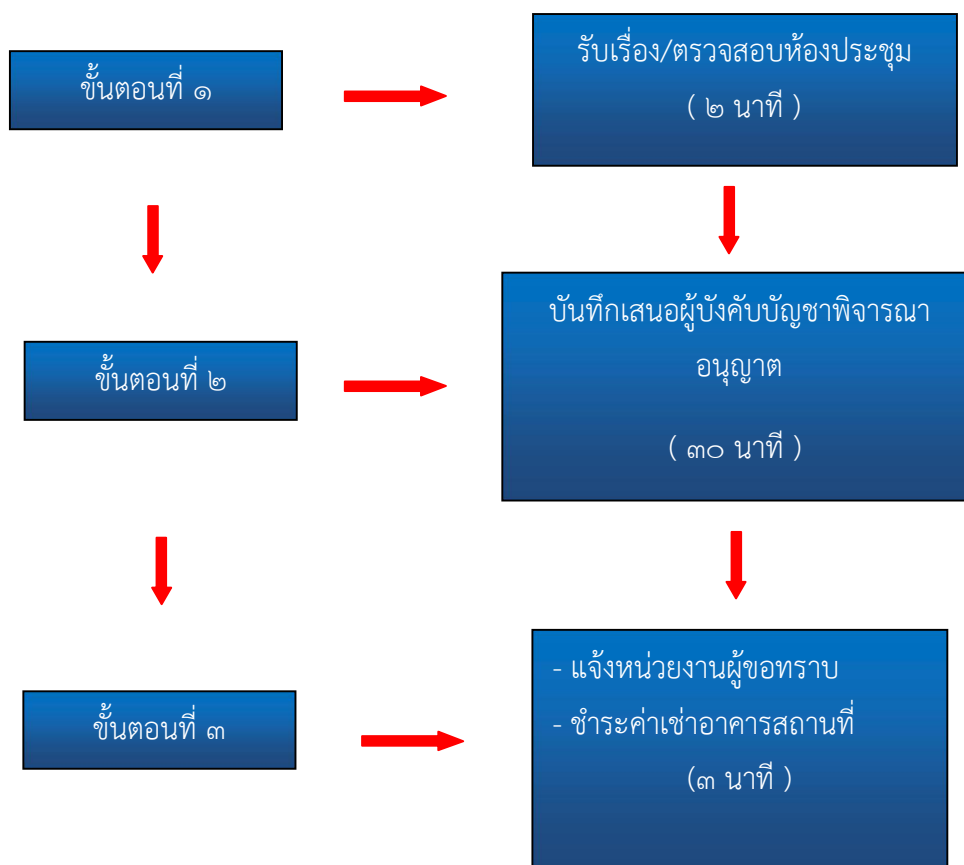 ขั้นตอนที่ ๑
รับเรื่อง/ตรวจสอบห้องประชุม
( ๒ นาที )
ขั้นตอนที่ ๒
บันทึกเสนอผู้บังคับบัญชาพิจารณา
อนุญาต
( ๓๐ นาที )
ขั้นตอนที่ ๓
- แจ้งหน่วยงานผู้ขอทราบ
- ชำระค่าเช่าอาคารสถานที่
(๓ นาที )